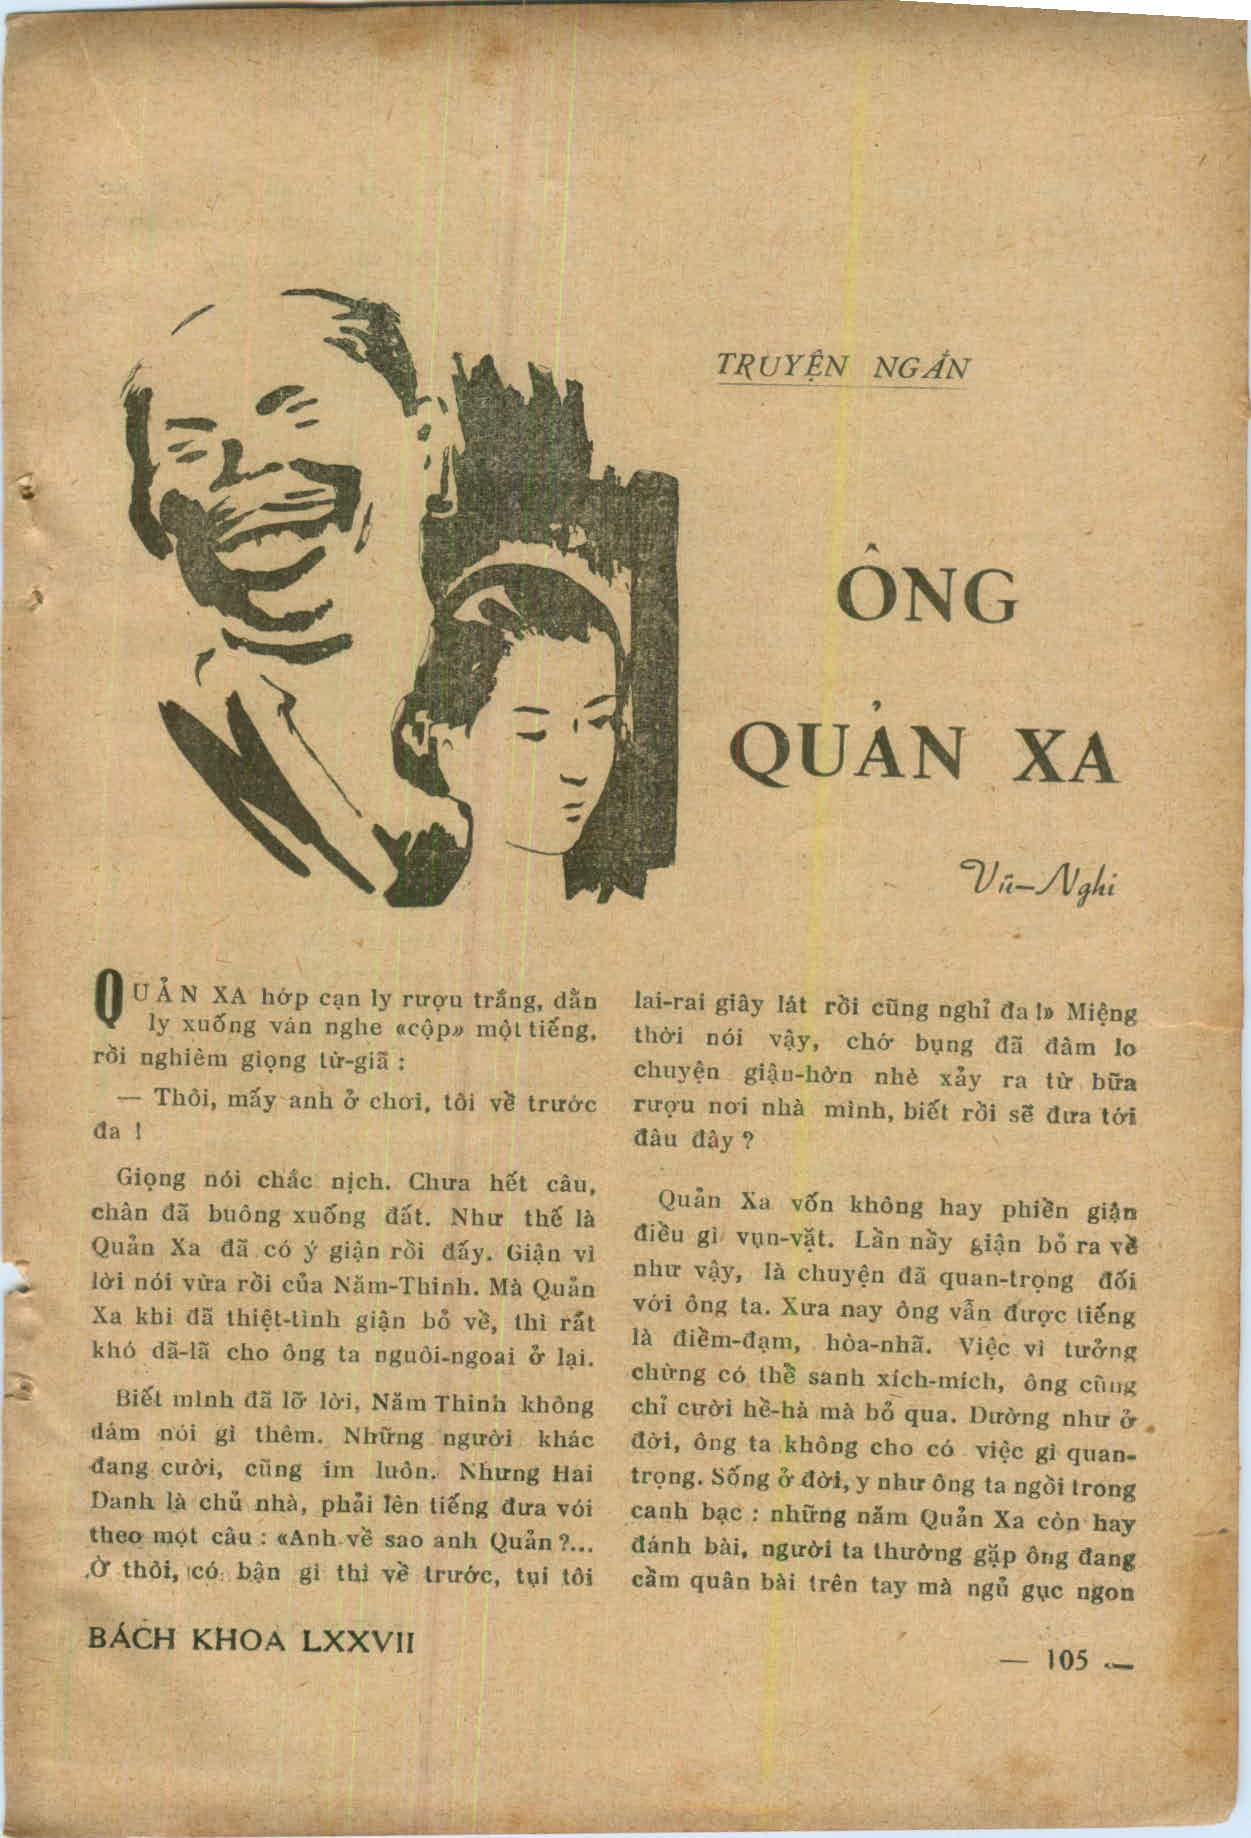 TRUYỆN NGẮN
ÔNG
QUẢN XA
Vũ-Nghi
QUẢN XA hớp cạn ly rượu trắng, dằn
ly xuống ván nghe «cộp» một tiếng,
rồi nghiêm giọng từ-giã :
— Thôi, mấy anh ở chơi, tôi về trước
đa !
Giọng nói chắc nịch. Chưa hết câu,
chân đã buông xuống đất. Như thế là
Quản Xa đã có ý giận rồi đấy. Giận vì
lời nói vừa rồi của Năm-Thinh. Mà Quản
Xa khi đã thiệt-tình giận bỏ về, thì rất
khó dã-lã cho ông ta nguôi-ngoai ở lại.
Biết mình đã lỡ lời, Năm Thinh không
dám nói gì thêm. Những người khác
đang cười, cũng im luôn. Nhưng Hai
Danh là chủ nhà, phải lên tiếng đưa vói
theo một câu : «Anh về sao anh Quản ?...
Ờ thôi, có bận gì thì về trước, tụi tôi
lai-rai giây lát rồi cũng nghỉ đa !» Miệng
thời nói vậy, chớ bụng đã đâm lo
chuyện giận-hờn nhè xảy ra từ bữa
rượu nơi nhà mình, biết rồi sẽ đưa tới
đâu đây ?
Quản Xa vốn không hay phiền giận
điều gì vụn-vặt. Lần nầy giận bỏ ra về
như vậy, là chuyện đã quan-trọng đối
với ông ta. Xưa nay ông vẫn được tiếng
là điềm-đạm, hòa-nhã. Việc vì tưởng
chừng có thể sanh xích-mích, ông cũng
chỉ cười hề-hà mà bỏ qua. Dường như ở
đời, ông ta không cho có việc gì quan-
trọng. Sống ở đời, y như ông ta ngồi trong
canh bạc : những năm Quản Xa còn hay
đánh bài, người ta thường gặp ông đang
cầm quân bài trên tay mà ngủ gục ngon
BÁCH KHOA LXXVII
— 105 —